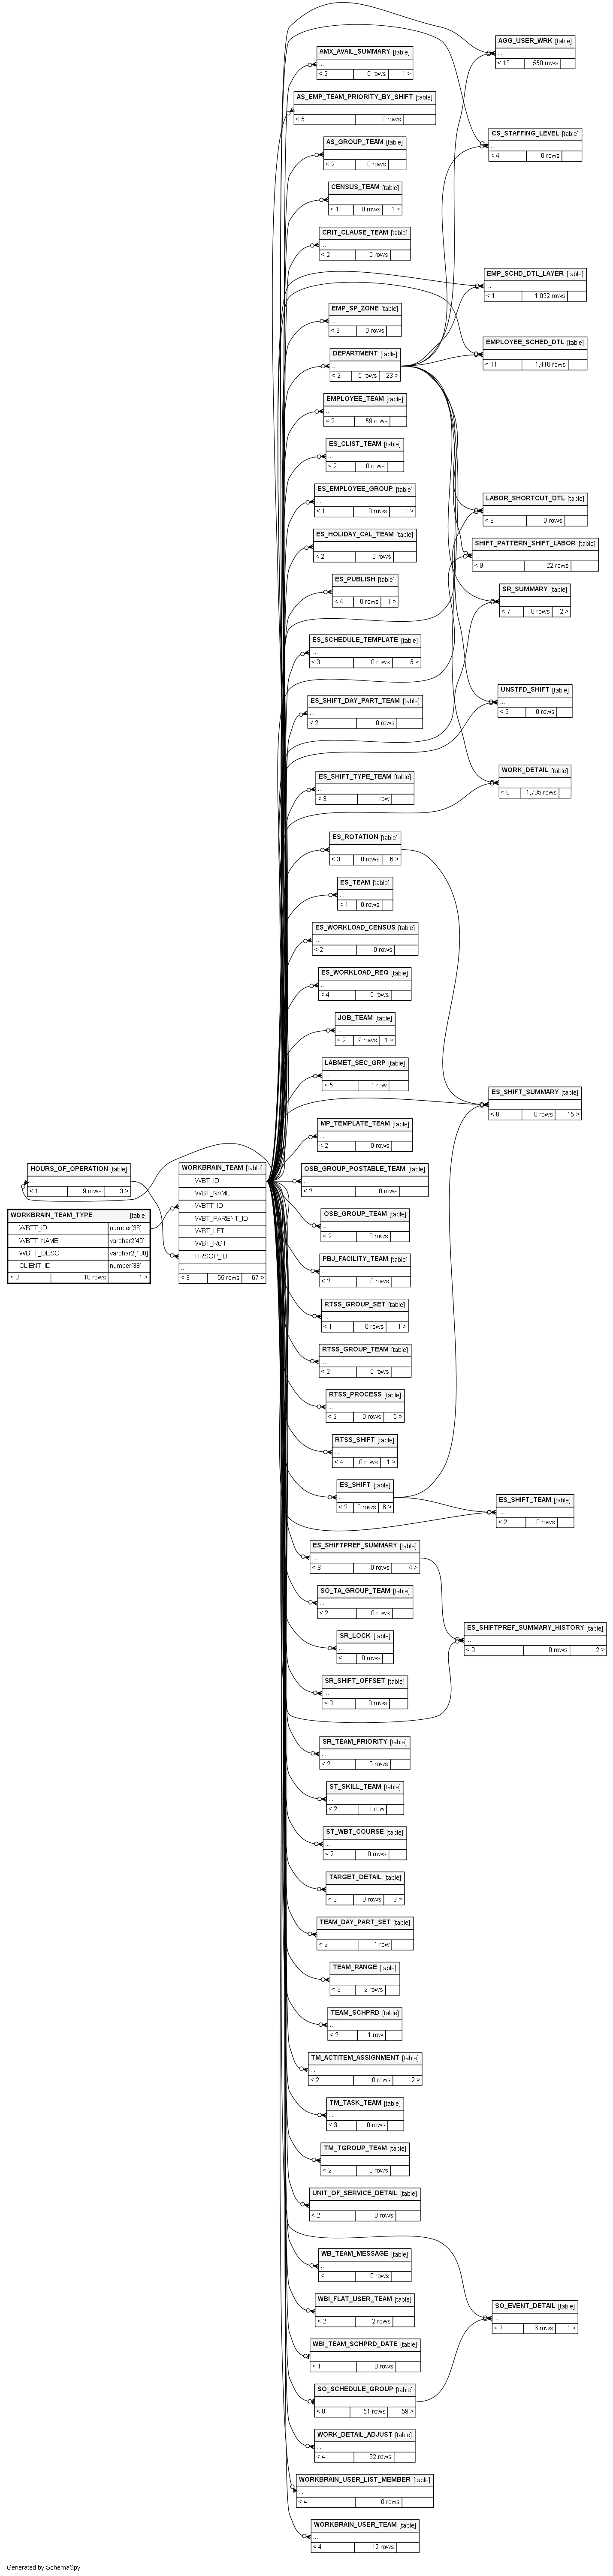 AGG_USER_WRK [table]
...
< 13 550 rows
AMX_AVAIL_SUMMARY [table]
...
< 2 0 rows 1 >
AS_EMP_TEAM_PRIORITY_BY_SHIFT [table]
...
< 5 0 rows
CS_STAFFING_LEVEL [table]
...
< 4 0 rows
AS_GROUP_TEAM [table]
...
< 2 0 rows
CENSUS_TEAM [table]
...
< 1 0 rows 1 >
CRIT_CLAUSE_TEAM [table]
...
< 2 0 rows
EMP_SCHD_DTL_LAYER [table]
...
< 11 1,022 rows
EMP_SP_ZONE [table]
...
< 3 0 rows
EMPLOYEE_SCHED_DTL [table]
...
< 11 1,416 rows
DEPARTMENT [table]
...
< 2 5 rows 23 >
EMPLOYEE_TEAM [table]
...
< 2 59 rows
ES_CLIST_TEAM [table]
...
< 2 0 rows
ES_EMPLOYEE_GROUP [table]
...
< 1 0 rows 1 >
LABOR_SHORTCUT_DTL [table]
...
< 8 0 rows
ES_HOLIDAY_CAL_TEAM [table]
...
< 2 0 rows
SHIFT_PATTERN_SHIFT_LABOR [table]
...
< 9 22 rows
ES_PUBLISH [table]
...
< 4 0 rows 1 >
SR_SUMMARY [table]
...
< 7 0 rows 2 >
ES_SCHEDULE_TEMPLATE [table]
...
< 3 0 rows 5 >
UNSTFD_SHIFT [table]
...
< 9 0 rows
ES_SHIFT_DAY_PART_TEAM [table]
...
< 2 0 rows
WORK_DETAIL [table]
...
< 8 1,735 rows
ES_SHIFT_TYPE_TEAM [table]
...
< 3 1 row
ES_ROTATION [table]
...
< 3 0 rows 6 >
ES_TEAM [table]
...
< 1 0 rows
ES_WORKLOAD_CENSUS [table]
...
< 2 0 rows
ES_WORKLOAD_REQ [table]
...
< 4 0 rows
JOB_TEAM [table]
...
< 2 9 rows 1 >
LABMET_SEC_GRP [table]
...
< 5 1 row
ES_SHIFT_SUMMARY [table]
...
< 8 0 rows 15 >
MP_TEMPLATE_TEAM [table]
...
< 2 0 rows
HOURS_OF_OPERATION [table]
...
< 1 9 rows 3 >
WORKBRAIN_TEAM_TYPE [table]
WBTT_ID number[38]
WBTT_NAME varchar2[40]
WBTT_DESC varchar2[100]
CLIENT_ID number[38]
< 0 10 rows 1 >
WORKBRAIN_TEAM [table]
WBT_ID
WBT_NAME
WBTT_ID
WBT_PARENT_ID
WBT_LFT
WBT_RGT
HRSOP_ID
...
< 3 55 rows 67 >
OSB_GROUP_POSTABLE_TEAM [table]
...
< 2 0 rows
OSB_GROUP_TEAM [table]
...
< 2 0 rows
PBJ_FACILITY_TEAM [table]
...
< 2 0 rows
RTSS_GROUP_SET [table]
...
< 1 0 rows 1 >
RTSS_GROUP_TEAM [table]
...
< 2 0 rows
RTSS_PROCESS [table]
...
< 2 0 rows 5 >
RTSS_SHIFT [table]
...
< 4 0 rows 1 >
ES_SHIFT [table]
...
< 2 0 rows 6 >
ES_SHIFT_TEAM [table]
...
< 2 0 rows
ES_SHIFTPREF_SUMMARY [table]
...
< 8 0 rows 4 >
SO_TA_GROUP_TEAM [table]
...
< 2 0 rows
ES_SHIFTPREF_SUMMARY_HISTORY [table]
...
< 9 0 rows 2 >
SR_LOCK [table]
...
< 1 0 rows
SR_SHIFT_OFFSET [table]
...
< 3 0 rows
SR_TEAM_PRIORITY [table]
...
< 2 0 rows
ST_SKILL_TEAM [table]
...
< 2 1 row
ST_WBT_COURSE [table]
...
< 2 0 rows
TARGET_DETAIL [table]
...
< 3 0 rows 2 >
TEAM_DAY_PART_SET [table]
...
< 2 1 row
TEAM_RANGE [table]
...
< 3 2 rows
TEAM_SCHPRD [table]
...
< 2 1 row
TM_ACTITEM_ASSIGNMENT [table]
...
< 2 0 rows 2 >
TM_TASK_TEAM [table]
...
< 3 0 rows
TM_TGROUP_TEAM [table]
...
< 2 0 rows
UNIT_OF_SERVICE_DETAIL [table]
...
< 2 0 rows
WB_TEAM_MESSAGE [table]
...
< 1 0 rows
WBI_FLAT_USER_TEAM [table]
...
< 2 2 rows
SO_EVENT_DETAIL [table]
...
< 7 6 rows 1 >
WBI_TEAM_SCHPRD_DATE [table]
...
< 1 0 rows
SO_SCHEDULE_GROUP [table]
...
< 8 51 rows 59 >
WORK_DETAIL_ADJUST [table]
...
< 4 92 rows
WORKBRAIN_USER_LIST_MEMBER [table]
...
< 4 0 rows
WORKBRAIN_USER_TEAM [table]
...
< 4 12 rows
Generated by SchemaSpy